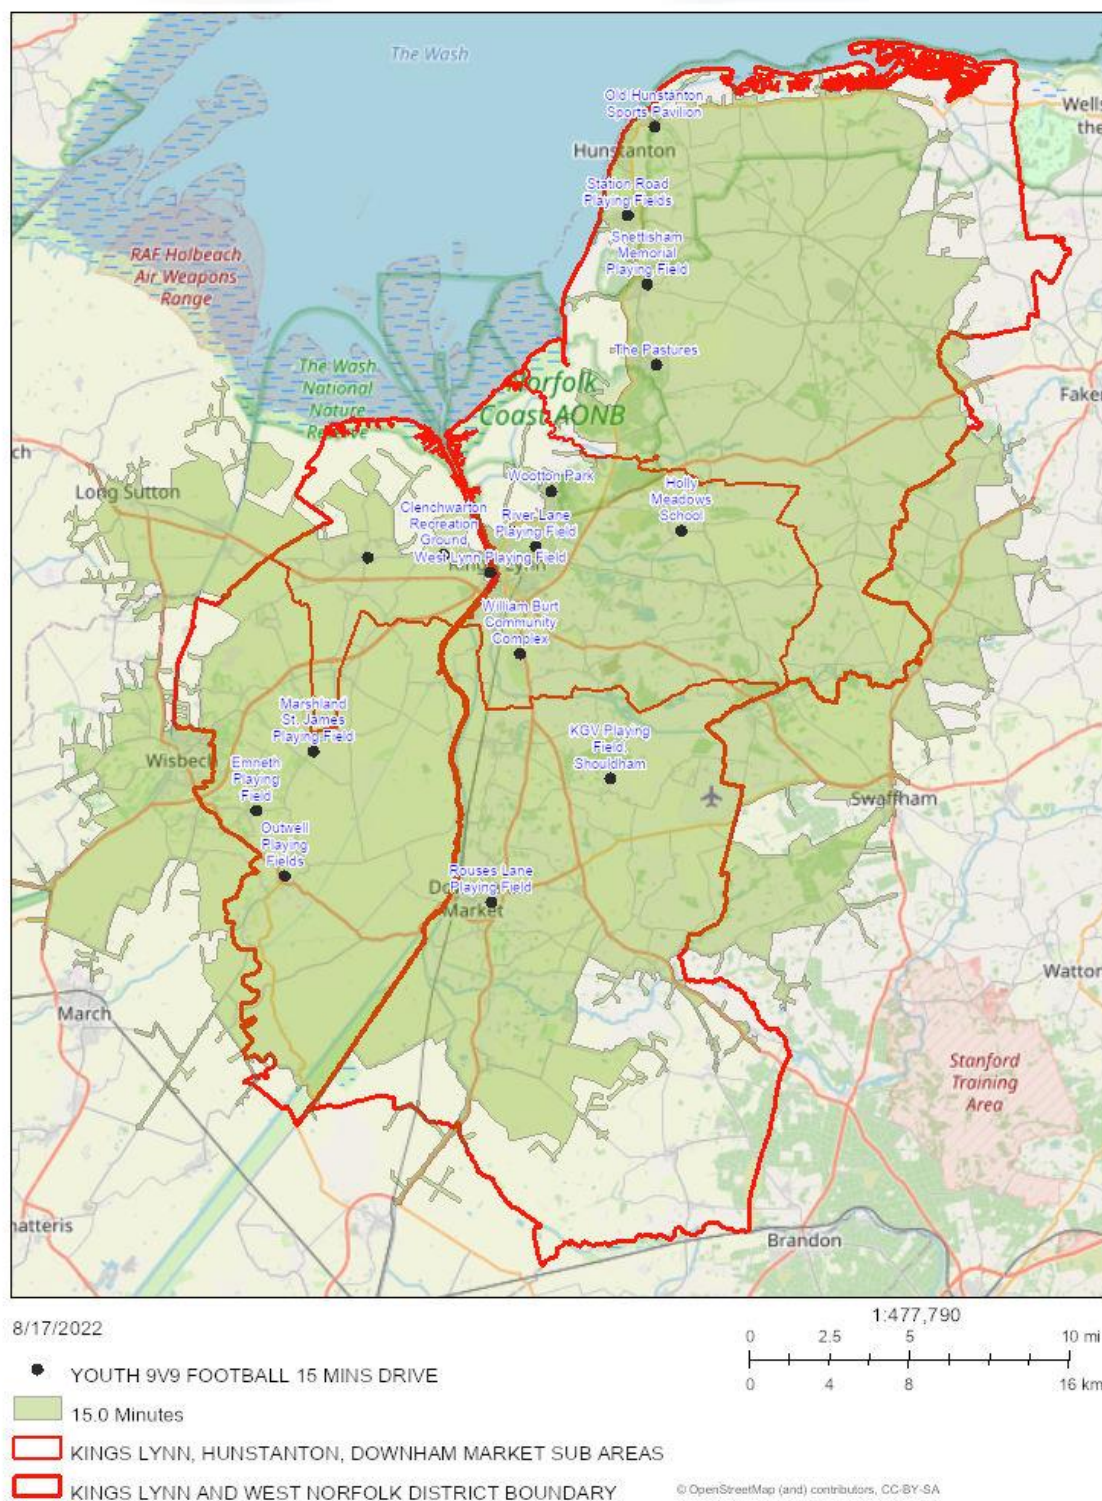 The Wash
Wells
the
Old Hunstanton
Sports Pavilion
Hunstanton
Station Road
Playing Fields
Snettisham
Memorial
Playing Field
RAF Holbeach
Air Weapons
Range
The Pastures
The Wash
National
Nature
Reserve
Norfolk
Coast AONB
Faken
ch
Long Sutton
Wootton Park
Holly
Meadows
School
Clenchwarton
Recreation
Ground,
River Lane
Playing Field
West Lynn Playing Field
William Burt
Community
Complex
Marshland
St. James
Playing Field
KGV Playing
Field,
Shouldham
Wisbech
Emneth
Playing
Field
Swaffham
Outwell
Playing
Fields
Rouses Lane
Playing Field
Market
Watton
March
Stanford
Training
Area
hatteris
Brandon
8/17/2022
1:477,790
0 2.5 5 10 mi
0 4 8 16 km
YOUTH 9V9 FOOTBALL 15 MINS DRIVE
15.0 Minutes
KINGS LYNN, HUNSTANTON, DOWNHAM MARKET SUB AREAS
KINGS LYNN AND WEST NORFOLK DISTRICT BOUNDARY
© OpenStreetMap (and) contributors, CC-BY-SA